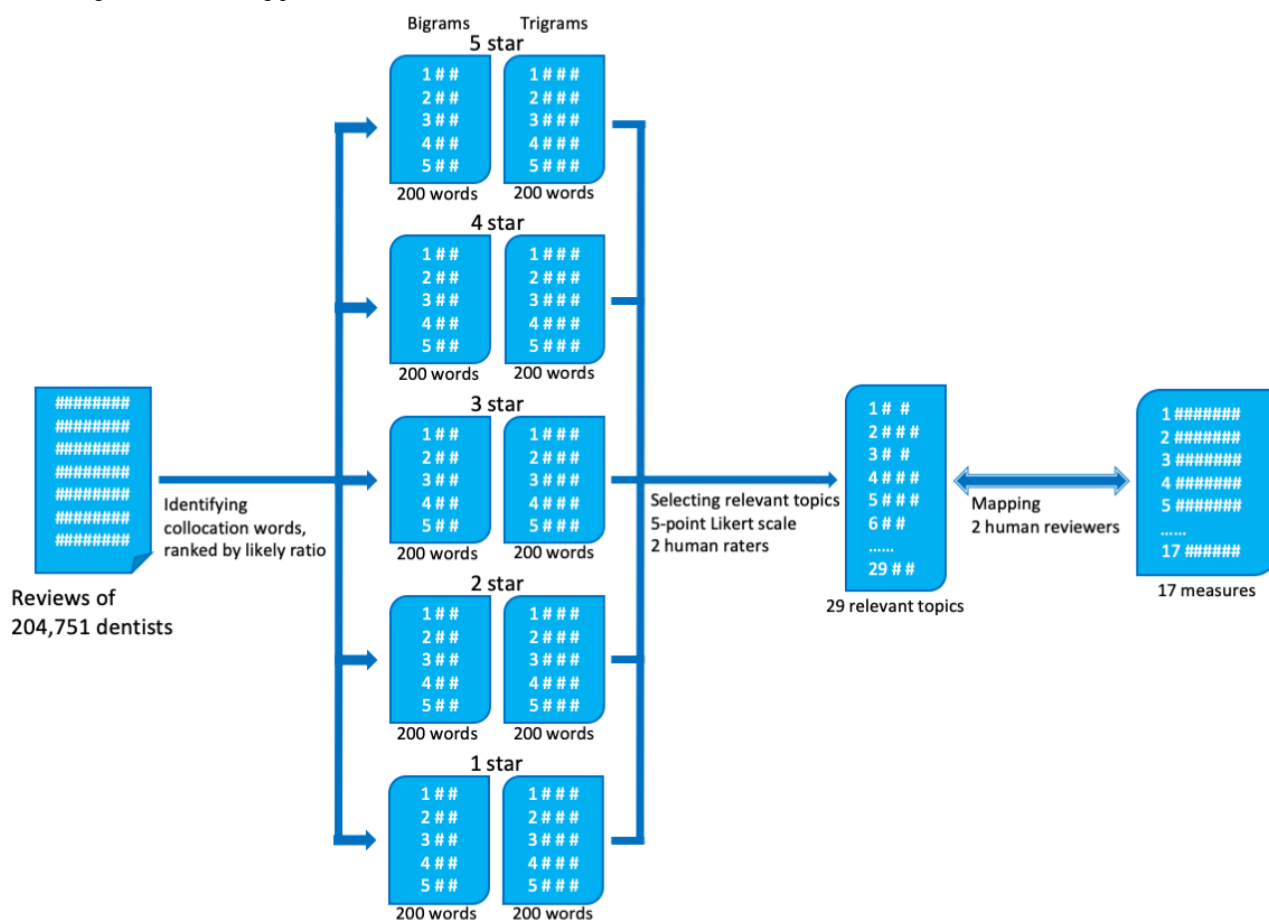 Bigrams
Trigrams
5 star
1 # #
2 # #
3 # #
4 # #
5 # #
200 words
1 # # #
2 # # #
3 # # #
4 # # #
5 # # #
200 words
4 star
1 # #
2 # #
3 # #
4 # #
5 # #
200 words
1 # # #
2 # # #
3 # # #
4 # # #
5 # # #
200 words
3 star
1 # #
2 # #
3 # #
4 # #
5 # #
200 words
1 # # #
2 # # #
3 # # #
4 # # #
5 # # #
200 words
2 star
1 # #
2 # #
3 # #
4 # #
5 # #
200 words
1 # # #
2 # # #
3 # # #
4 # # #
5 # # #
200 words
1 star
1 # #
2 # #
3 # #
4 # #
5 # #
200 words
1 # # #
2 # # #
3 # # #
4 # # #
5 # # #
200 words
########
########
########
########
########
########
########
Reviews of
204,751 dentists
Identifying
collocation words,
ranked by likely ratio
Selecting relevant topics
5-point Likert scale
2 human raters
1 # #
2 # # #
3 # #
4 # # #
5 # # #
6 # #
......
29 # #
29 relevant topics
Mapping
2 human reviewers
1 #######
2 #######
3 #######
4 #######
5 #######
......
17 ######
17 measures